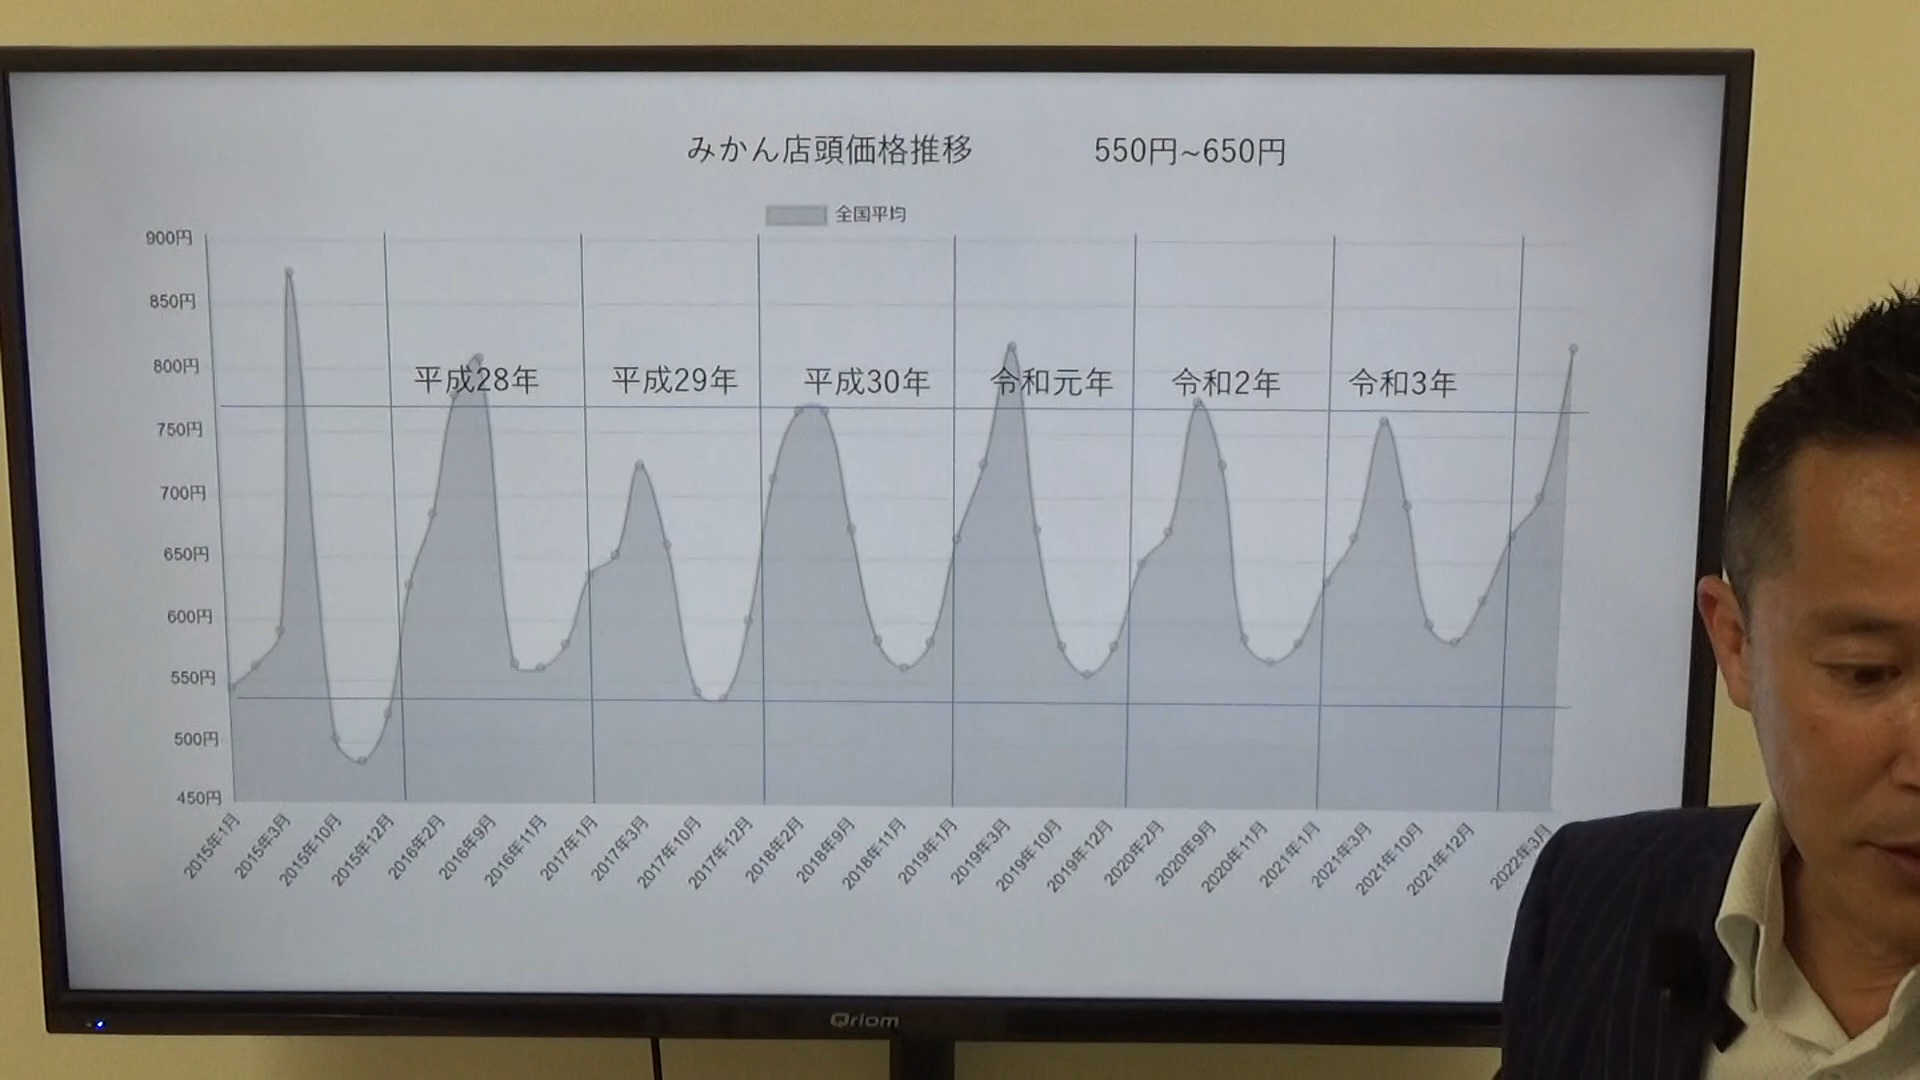 みかん店頭価格推移 550円~650円
全国平均
900円
850円
800円
750円
700円
650円
600円
550円
500円
450円
平成28年 平成29年 平成30年 令和元年 令和2年 令和3年
2015年1月 2015年3月 2015年10月 2015年12月 2016年2月 2016年9月 2016年11月 2017年1月 2017年3月 2017年10月 2017年12月 2018年2月 2018年9月 2018年11月 2019年1月 2019年3月 2019年10月 2019年12月 2020年2月 2020年9月 2020年11月 2021年1月 2021年3月 2021年10月 2021年12月 2022年3月
Qriom